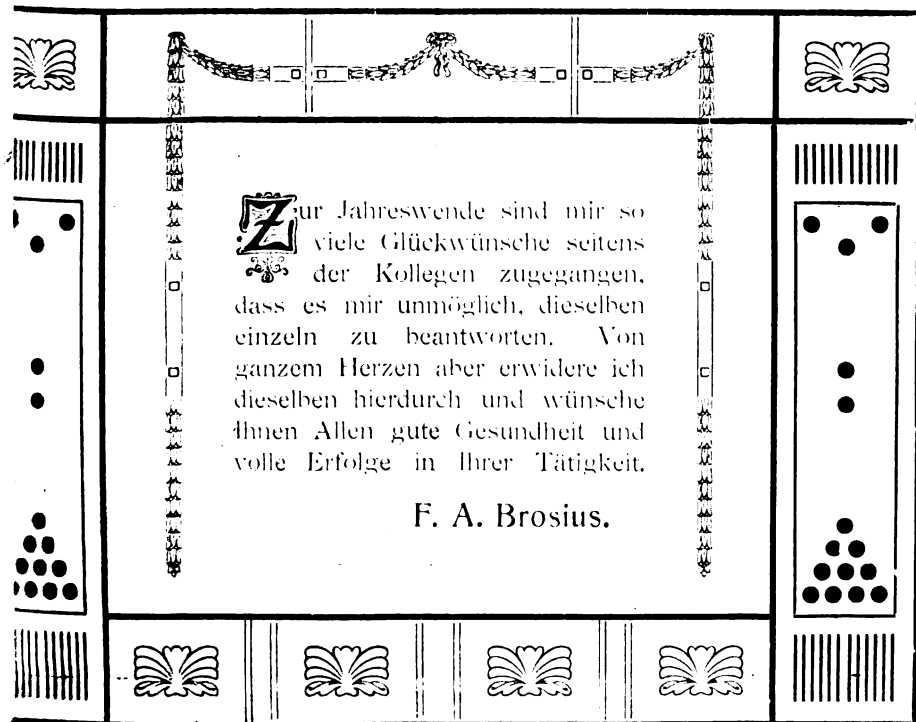 Zur Jahreswende sind mir so
viele Glückwünsche seitens
der Kollegen zugegangen,
dass es mir unmöglich, dieselben
einzeln zu beantworten. Von
ganzem Herzen aber erwidere ich
dieselben hierdurch und wünsche
Ihnen Allen gute Gesundheit und
volle Erfolge in Ihrer Tätigkeit.
F. A. Brosius.